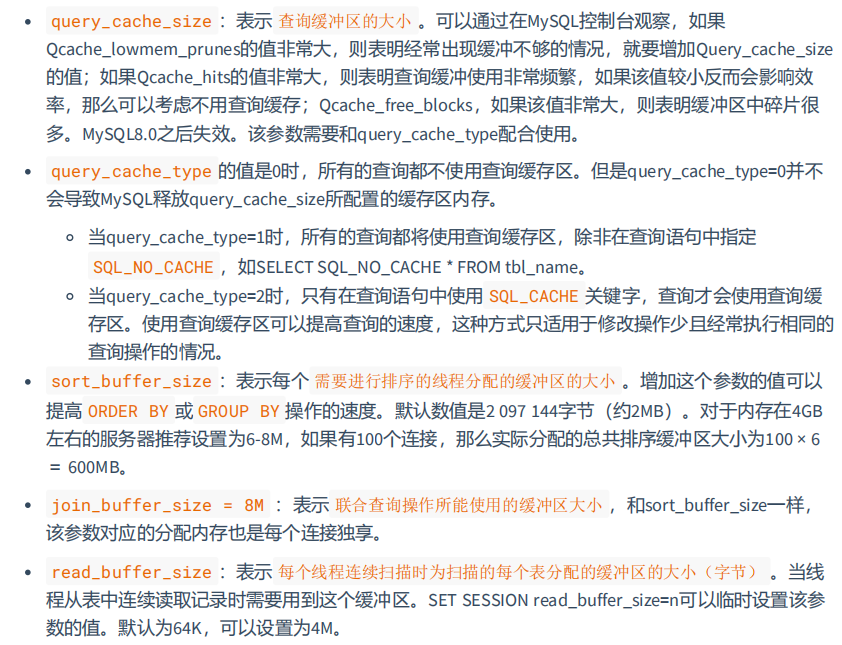 query_cache_size：表示 查询缓冲区的大小 。可以通过在MySQL控制台观察，如果
Qcache_lowmem_prunes的值非常大，则表明经常出现缓冲不够的情况，就要增加Query_cache_size
的值；如果Qcache_hits的值非常大，则表明查询缓冲使用非常频繁，如果该值较小反而会影响效
率，那么可以考虑不用查询缓存；Qcache_free_blocks，如果该值非常大，则表明缓冲区中碎片很
多。MySQL8.0之后失效。该参数需要和query_cache_type配合使用。
query_cache_type 的值是0时，所有的查询都不使用查询缓存区。但是query_cache_type=0并不
会导致MySQL释放query_cache_size所配置的缓存区内存。
当query_cache_type=1时，所有的查询都将使用查询缓存区，除非在查询语句中指定
SQL_NO_CACHE ，如SELECT SQL_NO_CACHE * FROM tbl_name。
当query_cache_type=2时，只有在查询语句中使用 SQL_CACHE 关键字，查询才会使用查询缓
存区。使用查询缓存区可以提高查询的速度，这种方式只适用于修改操作少且经常执行相同的
查询操作的情况。
sort_buffer_size：表示每个 需要进行排序的线程分配的缓冲区的大小 。增加这个参数的值可以
提高 ORDER BY 或 GROUP BY 操作的速度。默认数值是2 097 144字节（约2MB）。对于内存在4GB
左右的服务器推荐设置为6-8M，如果有100个连接，那么实际分配的总共排序缓冲区大小为100 × 6
＝ 600MB。
join_buffer_size = 8M ：表示 联合查询操作所能使用的缓冲区大小 ，和sort_buffer_size一样，
该参数对应的分配内存也是每个连接独享。
read_buffer_size：表示 每个线程连续扫描时为扫描的每个表分配的缓冲区的大小（字节） 。当线
程从表中连续读取记录时需要用到这个缓冲区。SET SESSION read_buffer_size=n可以临时设置该参
数的值。默认为64K，可以设置为4M。